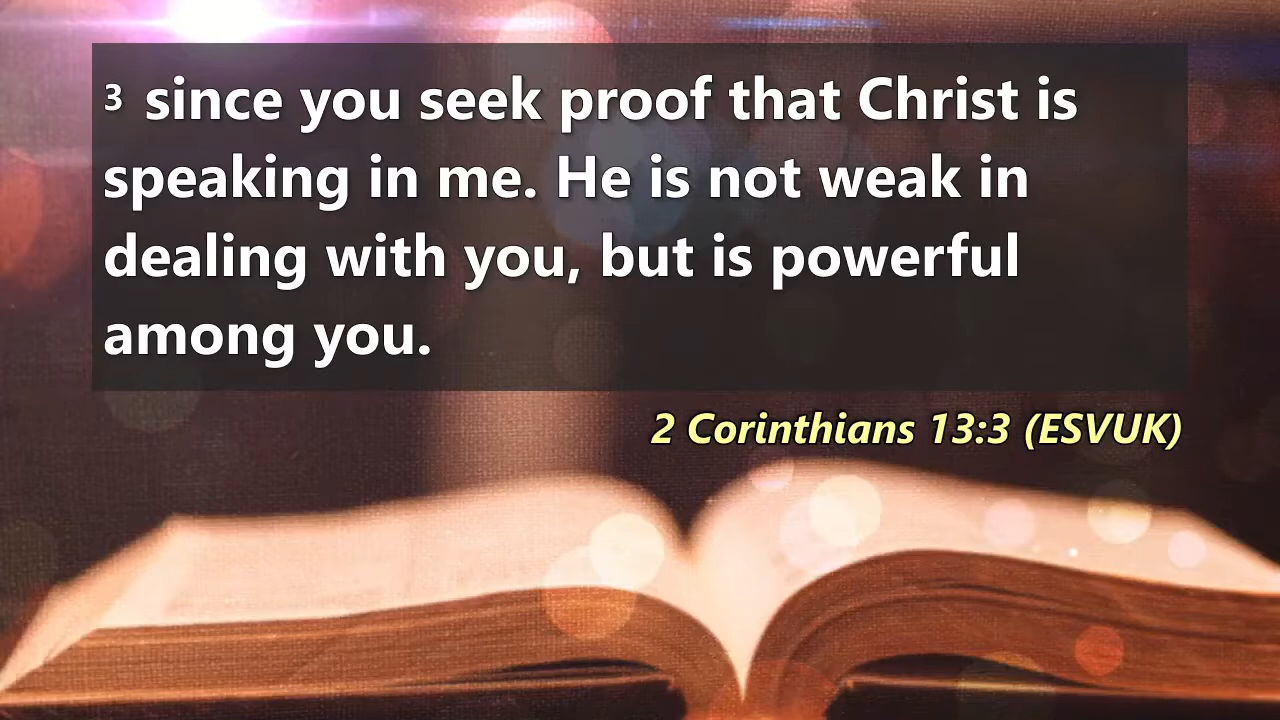 3 since you seek proof that Christ is
speaking in me. He is not weak in
dealing with you, but is powerful
among you.
2 Corinthians 13:3 (ESVUK)